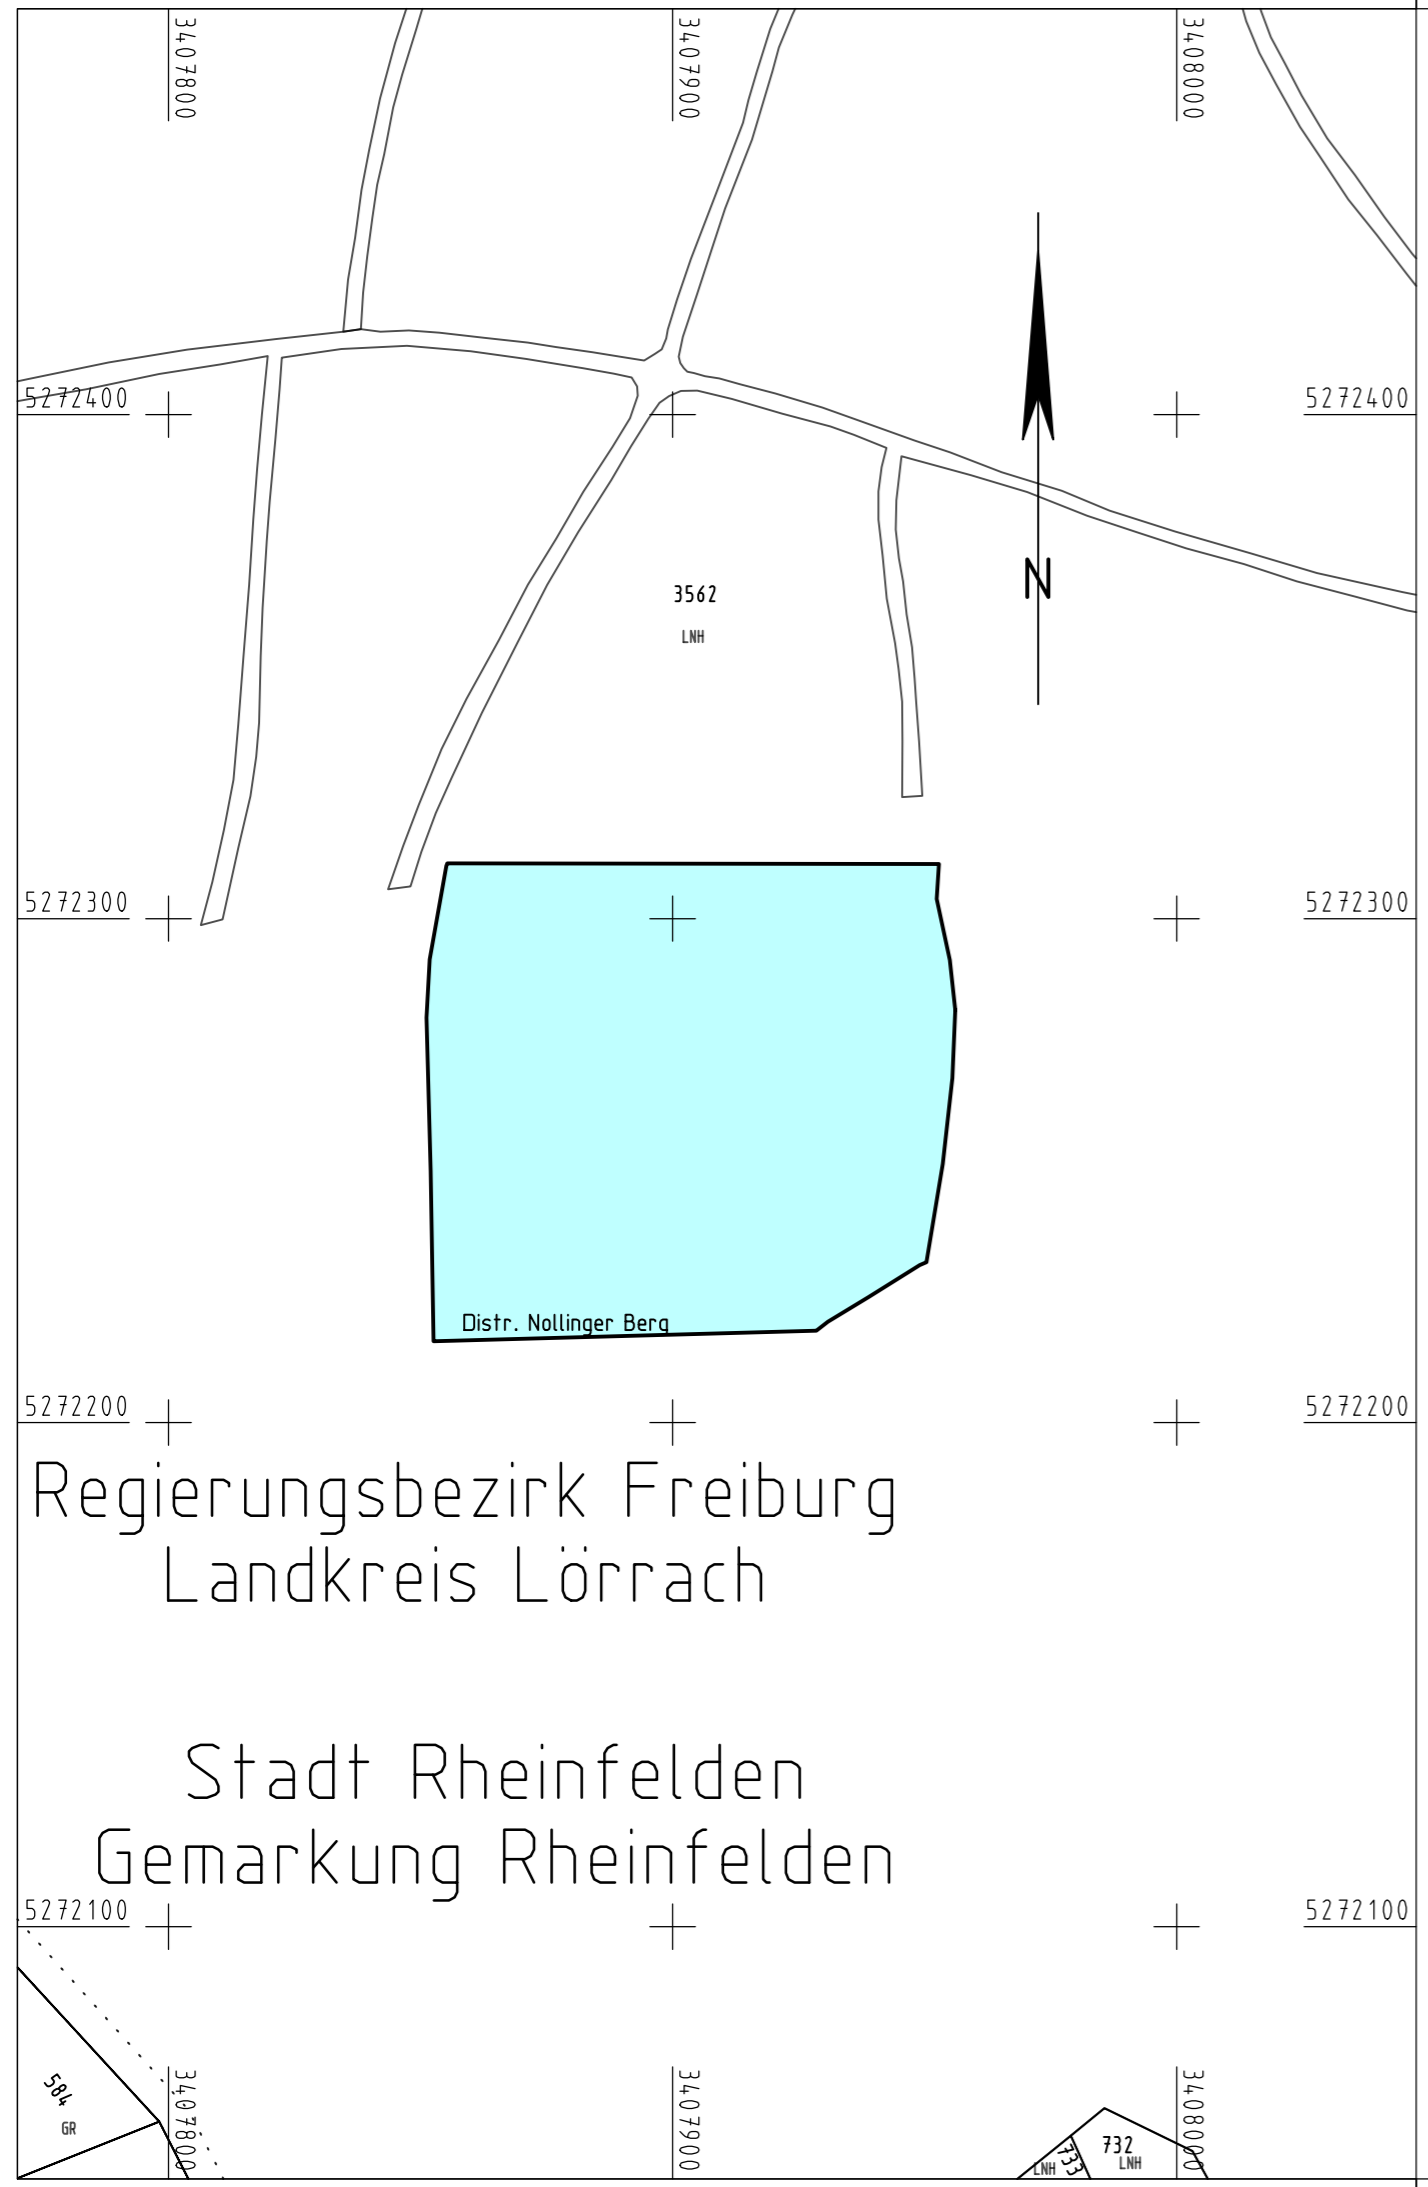 3407800
3407900
3408000
5272400
5272400
N
3562
LNH
5272300
5272300
Distr. Nollinger Berg
5272200
5272200
Regierungsbezirk Freiburg
Landkreis Lörrach
Stadt Rheinfelden
Gemarkung Rheinfelden
5272100
5272100
584
GR
3407800
3407900
3408000
LNH
733
732
LNH